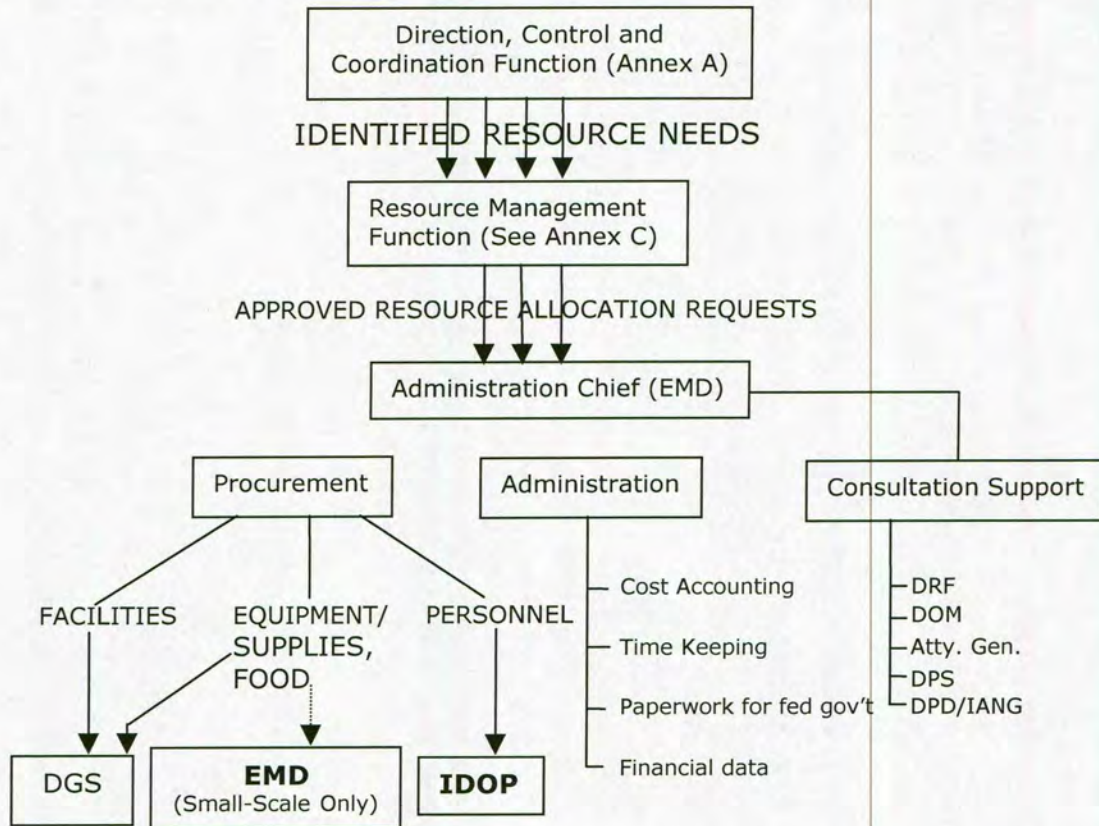 Direction, Control and
Coordination Function (Annex A)
IDENTIFIED RESOURCE NEEDS
Resource Management
Function (See Annex C)
APPROVED RESOURCE ALLOCATION REQUESTS
Administration Chief (EMD)
Procurement
Administration
Consultation Support
FACILITIES
EQUIPMENT/
SUPPLIES,
FOOD
PERSONNEL
DGS
EMD
(Small-Scale Only)
IDOP
Cost Accounting
Time Keeping
Paperwork for fed gov't
Financial data
DRF
DOM
Atty. Gen.
DPS
DPD/IANG